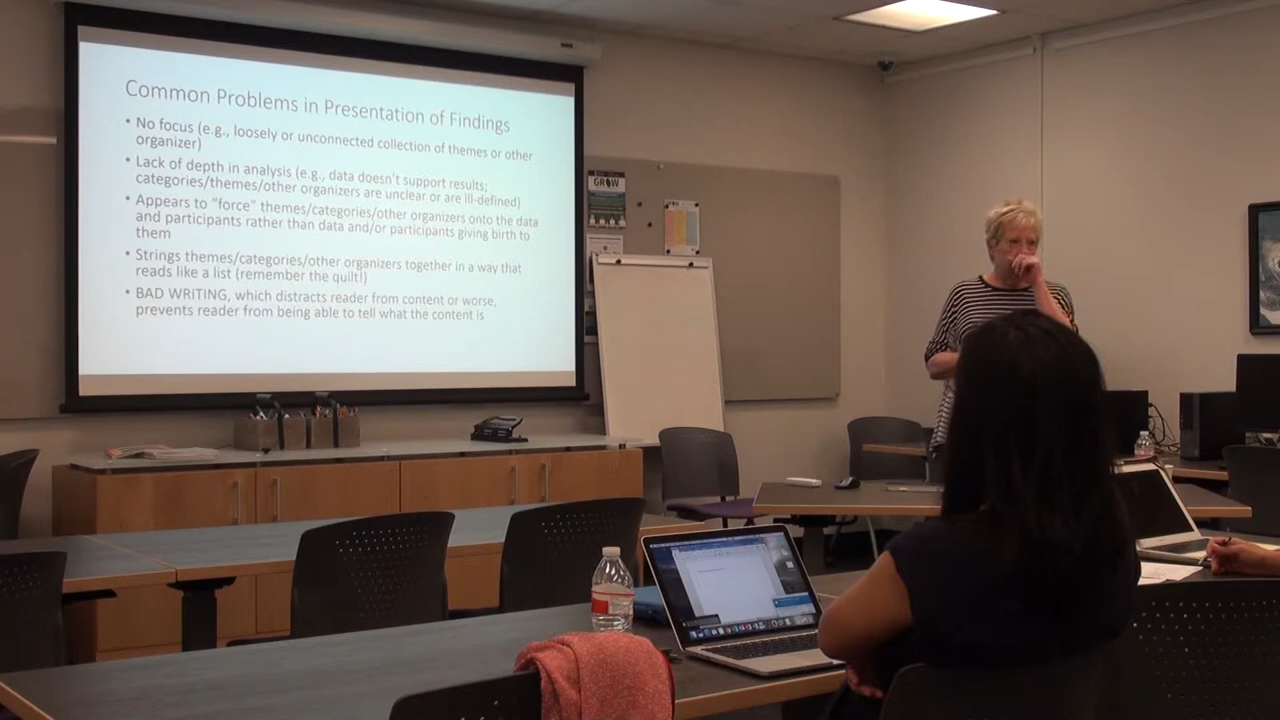 Common Problems in Presentation of Findings
• No focus (e.g., loosely or unconnected collection of themes or other
organizer)
• Lack of depth in analysis (e.g., data doesn't support results;
categories/themes/other organizers are unclear or are ill-defined)
• Appears to "force" themes/categories/other organizers onto the data
and participants rather than data and/or participants giving birth to
them
• Strings themes/categories/other organizers together in a way that
reads like a list (remember the quilt!)
• BAD WRITING, which distracts reader from content or worse,
prevents reader from being able to tell what the content is
GROW